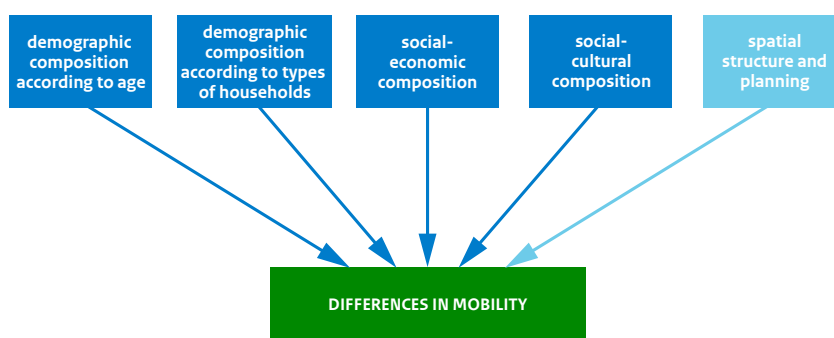 demographic
composition
according to age
demographic
composition
according to types
of households
social-
economic
composition
social-
cultural
composition
spatial
structure and
planning
DIFFERENCES IN MOBILITY